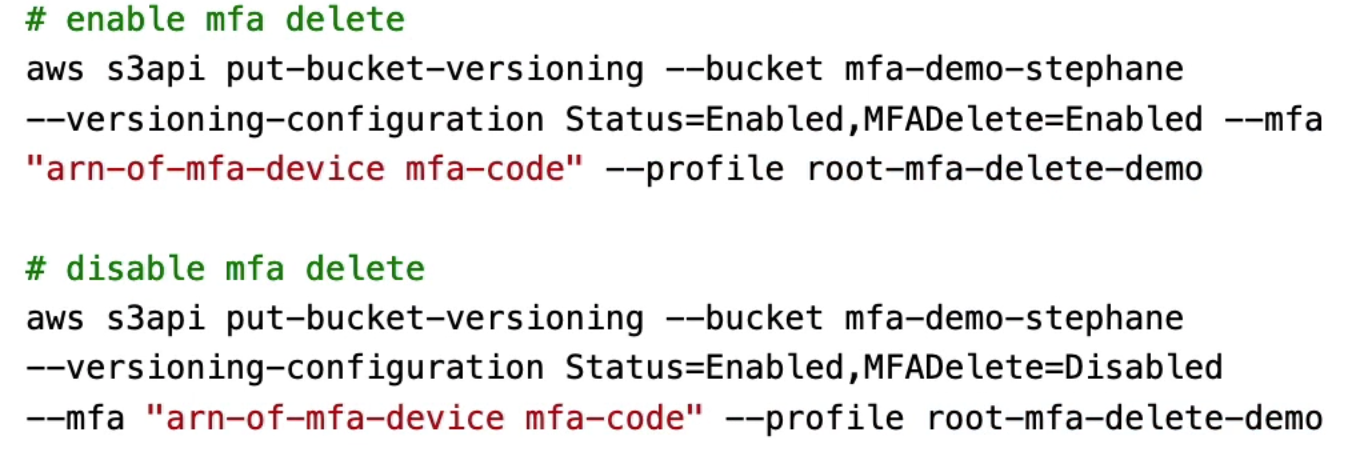 # enable mfa delete
aws s3api put-bucket-versioning --bucket mfa-demo-stephane
--versioning-configuration Status=Enabled,MFADelete=Enabled --mfa
"arn-of-mfa-device mfa-code" --profile root-mfa-delete-demo
# disable mfa delete
aws s3api put-bucket-versioning --bucket mfa-demo-stephane
--versioning-configuration Status=Enabled,MFADelete=Disabled
--mfa "arn-of-mfa-device mfa-code" --profile root-mfa-delete-demo